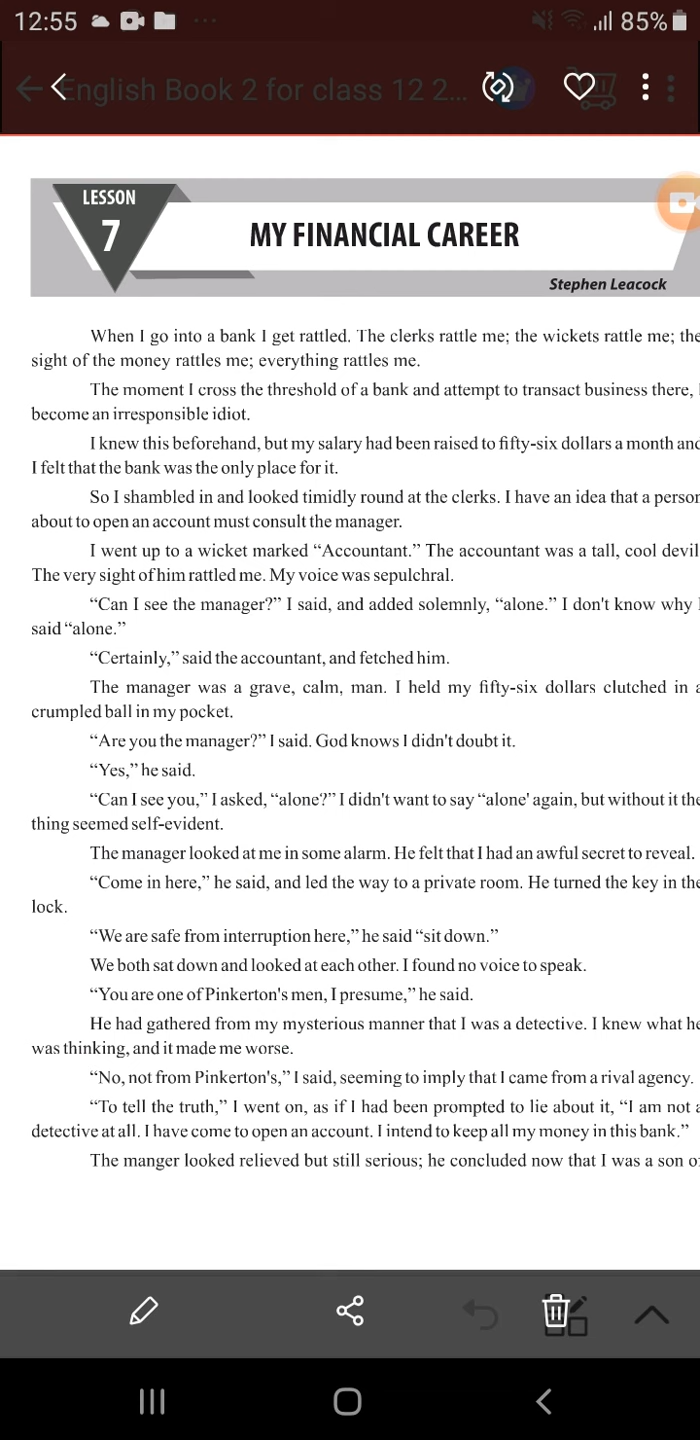 12:55 85%
English Book 2 for class 12 2...
LESSON
7
MY FINANCIAL CAREER
Stephen Leacock
When I go into a bank I get rattled. The clerks rattle me; the wickets rattle me; the
sight of the money rattles me; everything rattles me.
The moment I cross the threshold of a bank and attempt to transact business there, I
become an irresponsible idiot.
I knew this beforehand, but my salary had been raised to fifty-six dollars a month and
I felt that the bank was the only place for it.
So I shambled in and looked timidly round at the clerks. I have an idea that a person
about to open an account must consult the manager.
I went up to a wicket marked “Accountant.” The accountant was a tall, cool devil
The very sight of him rattled me. My voice was sepulchral.
“Can I see the manager?” I said, and added solemnly, “alone.” I don't know why I
said “alone.”
“Certainly,” said the accountant, and fetched him.
The manager was a grave, calm, man. I held my fifty-six dollars clutched in a
crumpled ball in my pocket.
“Are you the manager?” I said. God knows I didn't doubt it.
“Yes,” he said.
“Can I see you,” I asked, “alone?” I didn't want to say “alone' again, but without it the
thing seemed self-evident.
The manager looked at me in some alarm. He felt that I had an awful secret to reveal.
“Come in here,” he said, and led the way to a private room. He turned the key in the
lock.
“We are safe from interruption here,” he said “sit down.”
We both sat down and looked at each other. I found no voice to speak.
“You are one of Pinkerton's men, I presume,” he said.
He had gathered from my mysterious manner that I was a detective. I knew what he
was thinking, and it made me worse.
“No, not from Pinkerton's,” I said, seeming to imply that I came from a rival agency.
“To tell the truth,” I went on, as if I had been prompted to lie about it, “I am not a
detective at all. I have come to open an account. I intend to keep all my money in this bank.”
The manger looked relieved but still serious; he concluded now that I was a son of